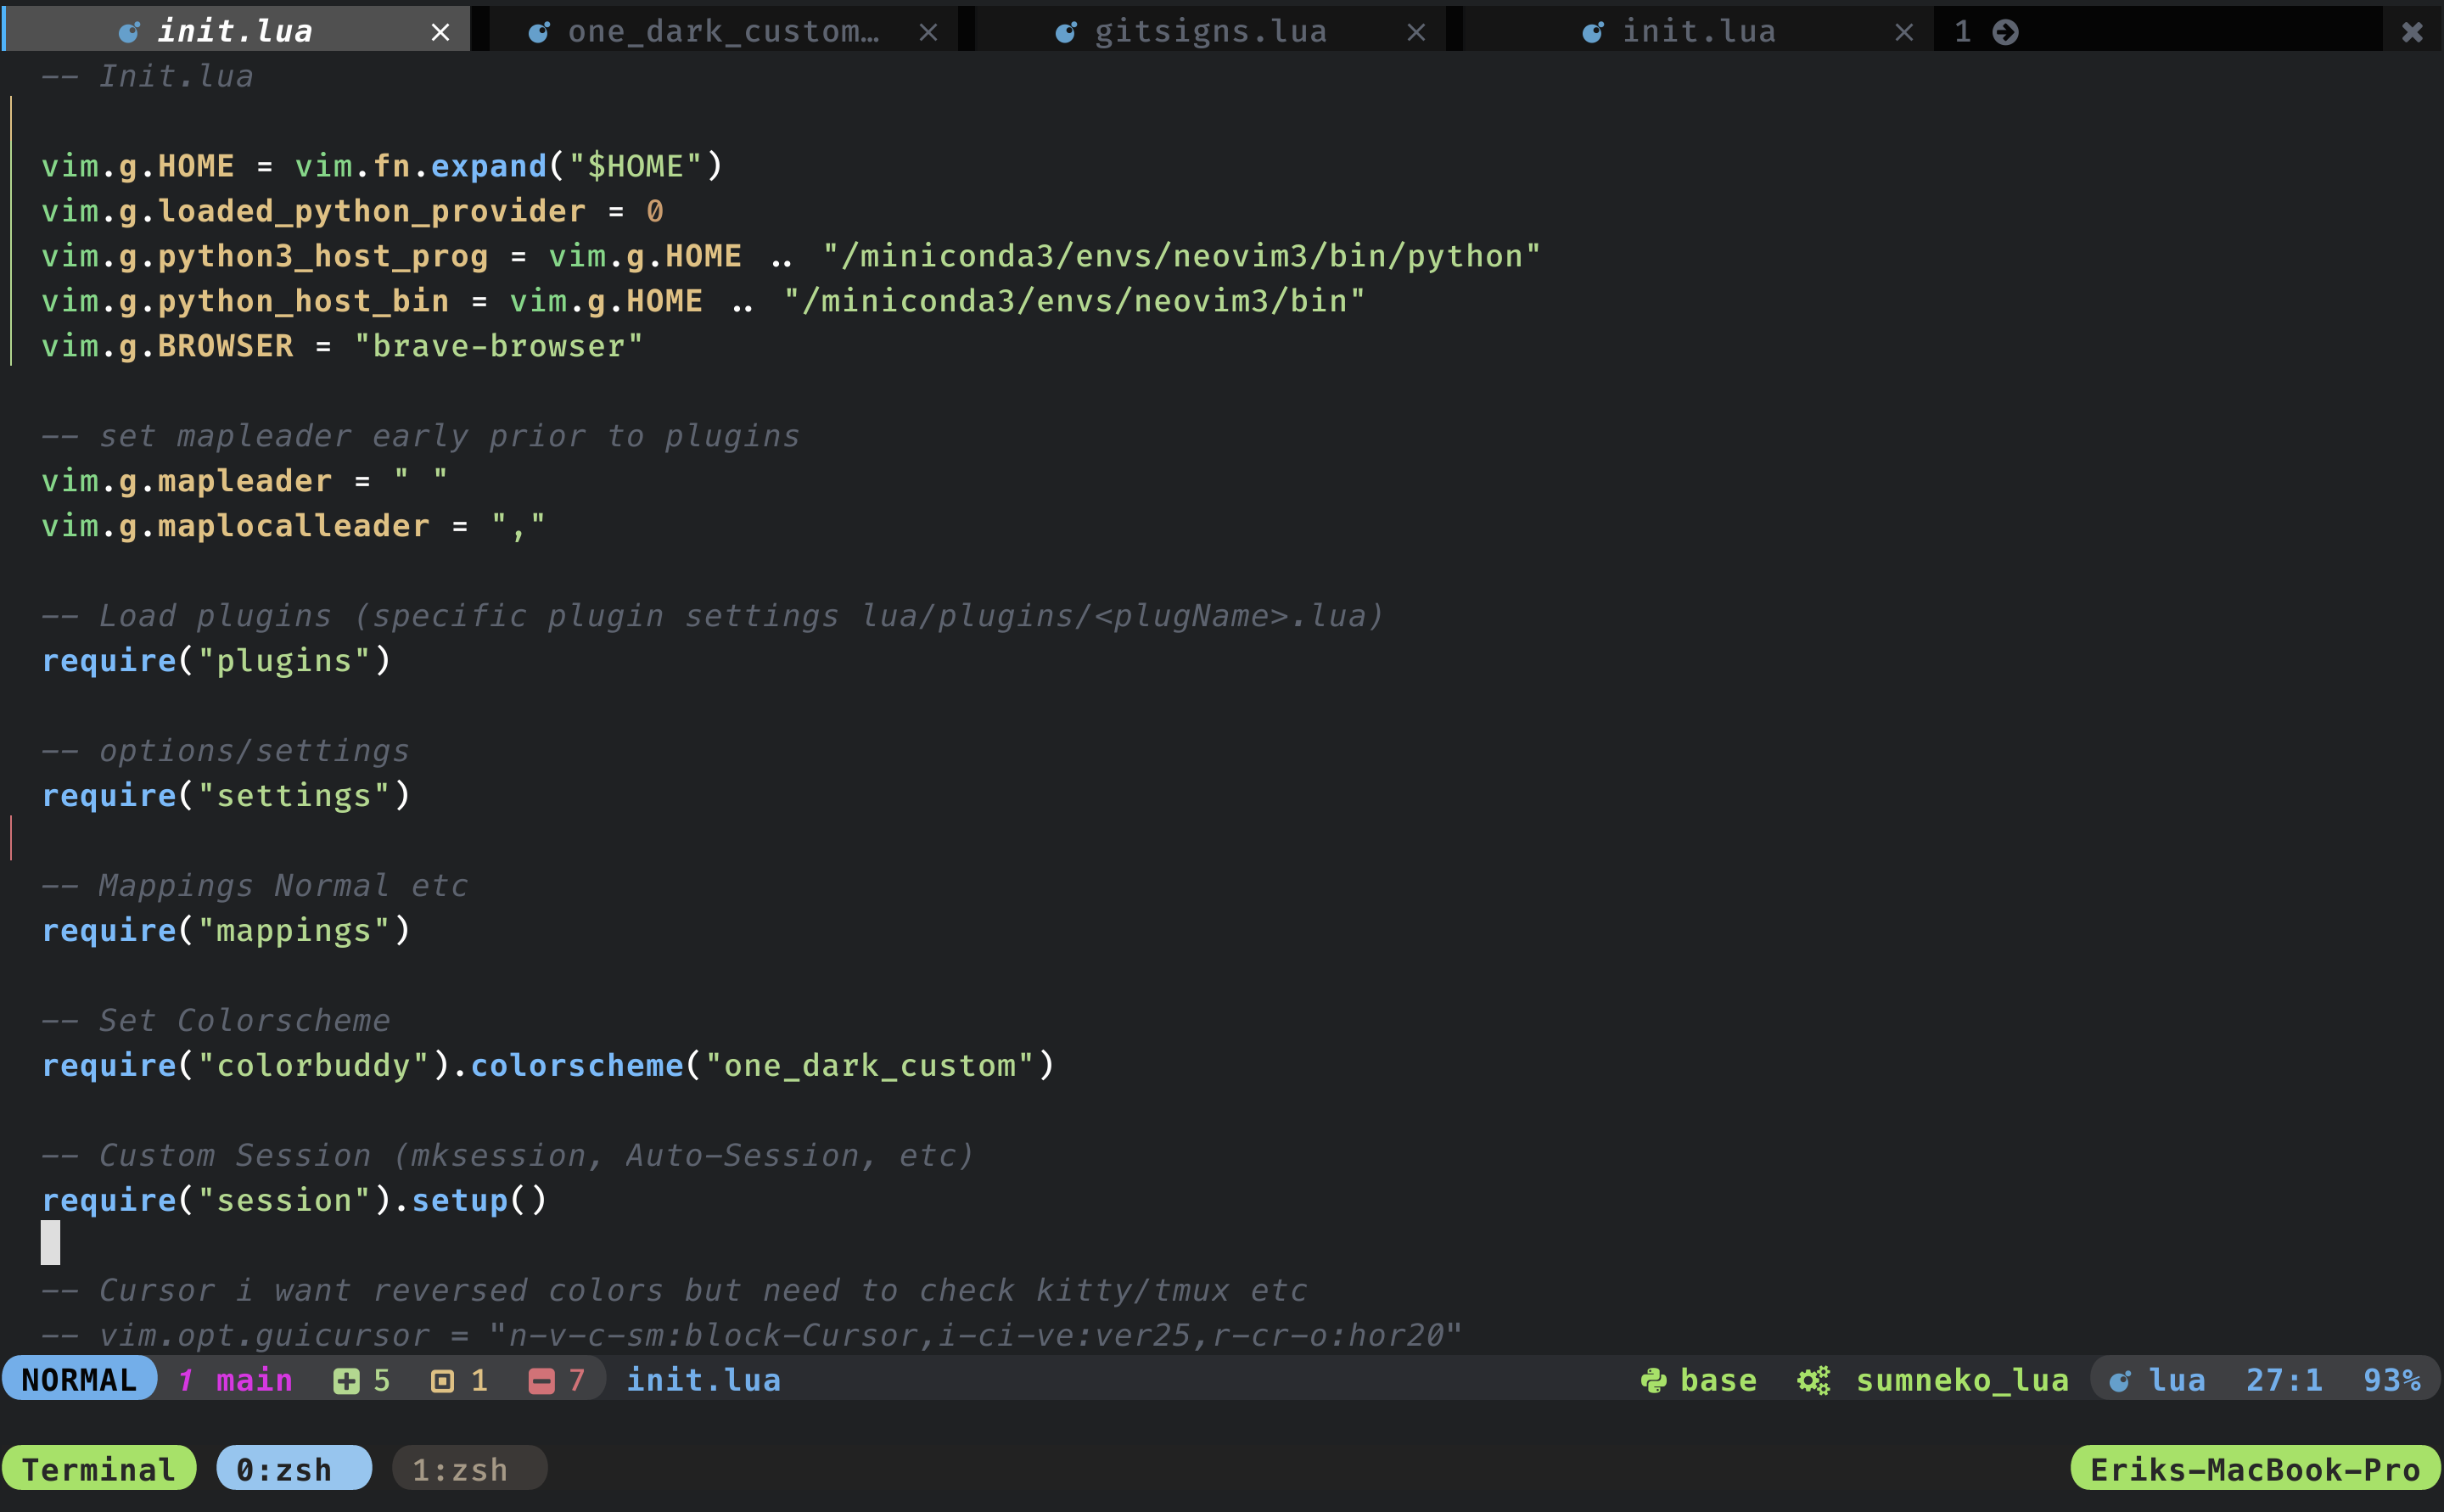 init.lua × one_dark_custom… × gitsigns.lua × init.lua × 1
-- Init.lua
vim.g.HOME = vim.fn.expand("$HOME")
vim.g.loaded_python_provider = 0
vim.g.python3_host_prog = vim.g.HOME .. "/miniconda3/envs/neovim3/bin/python"
vim.g.python_host_bin = vim.g.HOME .. "/miniconda3/envs/neovim3/bin"
vim.g.BROWSER = "brave-browser"
-- set mapleader early prior to plugins
vim.g.mapleader = " "
vim.g.maplocalleader = ","
-- Load plugins (specific plugin settings lua/plugins/<plugName>.lua)
require("plugins")
-- options/settings
require("settings")
-- Mappings Normal etc
require("mappings")
-- Set Colorscheme
require("colorbuddy").colorscheme("one_dark_custom")
-- Custom Session (mksession, Auto-Session, etc)
require("session").setup()
-- Cursor i want reversed colors but need to check kitty/tmux etc
-- vim.opt.guicursor = "n-v-c-sm:block-Cursor,i-ci-ve:ver25,r-cr-o:hor20"
NORMAL 1 main 5 1 7 init.lua base sumneko_lua lua 27:1 93%
Terminal 0:zsh 1:zsh Eriks-MacBook-Pro